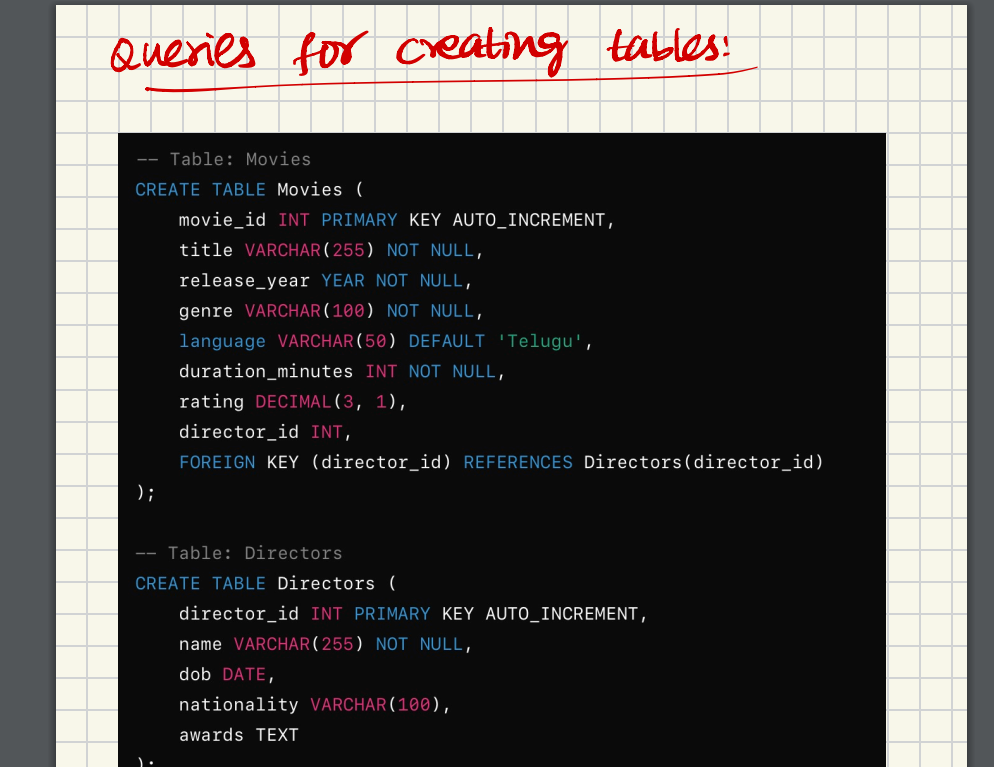 Queries for creating tables:
-- Table: Movies
CREATE TABLE Movies (
    movie_id INT PRIMARY KEY AUTO_INCREMENT,
    title VARCHAR(255) NOT NULL,
    release_year YEAR NOT NULL,
    genre VARCHAR(100) NOT NULL,
    language VARCHAR(50) DEFAULT 'Telugu',
    duration_minutes INT NOT NULL,
    rating DECIMAL(3, 1),
    director_id INT,
    FOREIGN KEY (director_id) REFERENCES Directors(director_id)
);
-- Table: Directors
CREATE TABLE Directors (
    director_id INT PRIMARY KEY AUTO_INCREMENT,
    name VARCHAR(255) NOT NULL,
    dob DATE,
    nationality VARCHAR(100),
    awards TEXT
);